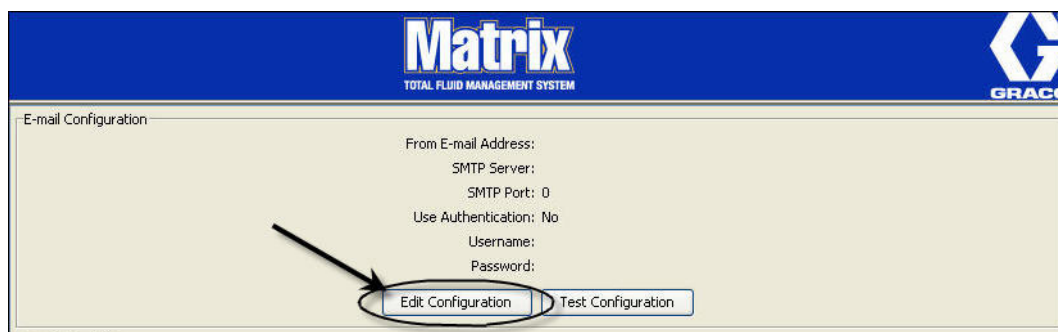 Matrix
TOTAL FLUID MANAGEMENT SYSTEM
GRACO
E-mail Configuration
From E-mail Address:
SMTP Server:
SMTP Port: 0
Use Authentication: No
Username:
Password:
Edit Configuration Test Configuration